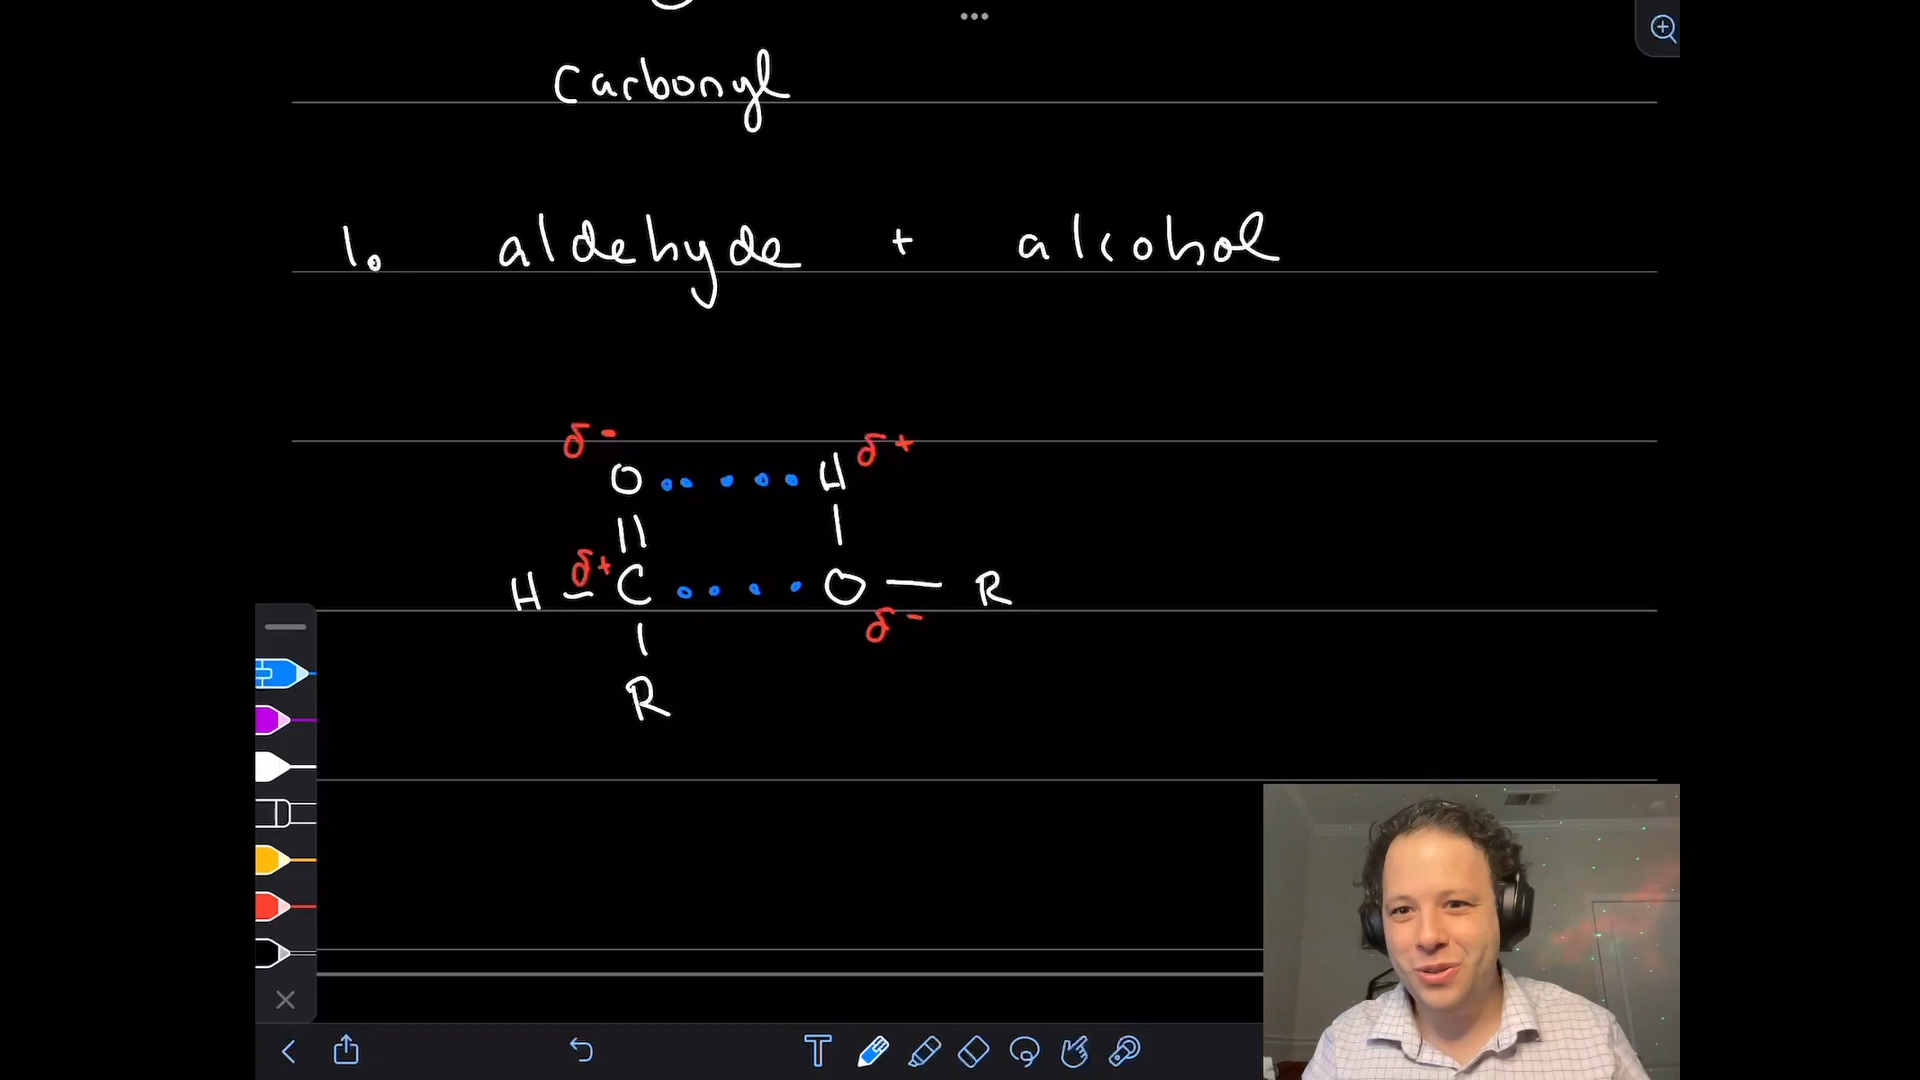 Carbonyl
1. aldehyde + alcohol
δ- δ+
O H
δ+
H - C O — R
δ-
R
T